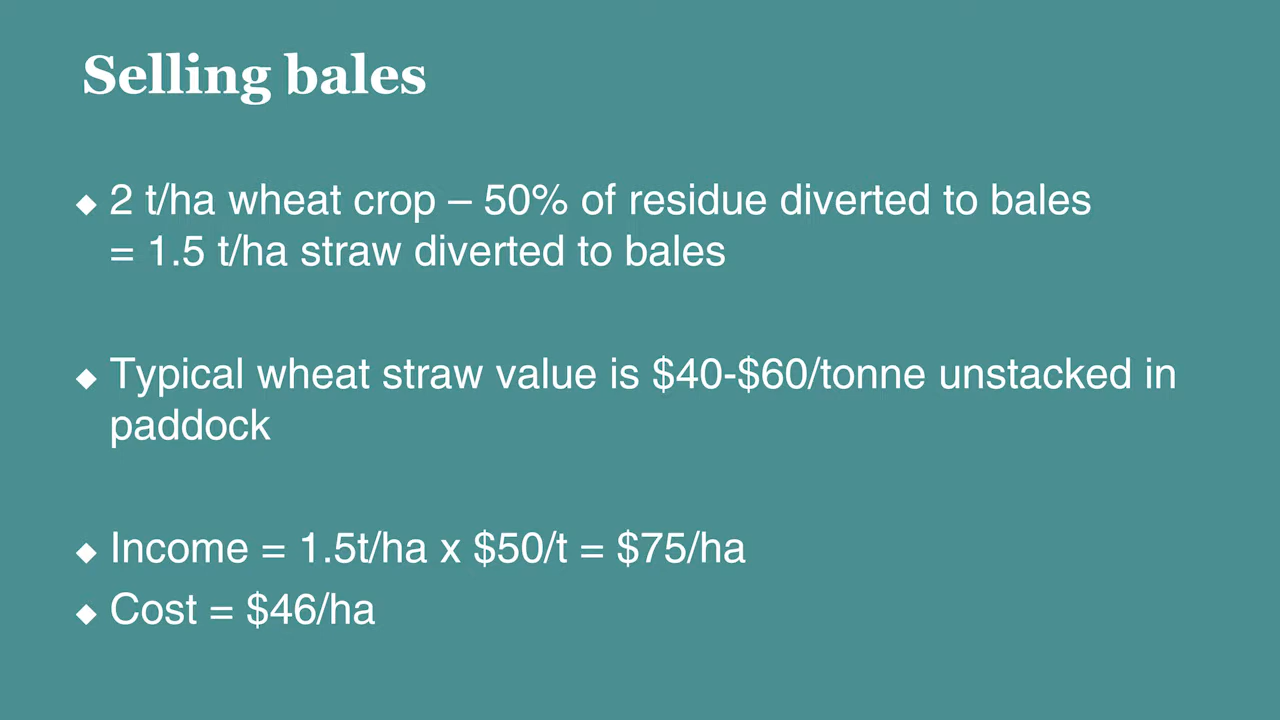 Selling bales
◆ 2 t/ha wheat crop – 50% of residue diverted to bales
= 1.5 t/ha straw diverted to bales
◆ Typical wheat straw value is $40-$60/tonne unstacked in
paddock
◆ Income = 1.5t/ha x $50/t = $75/ha
◆ Cost = $46/ha